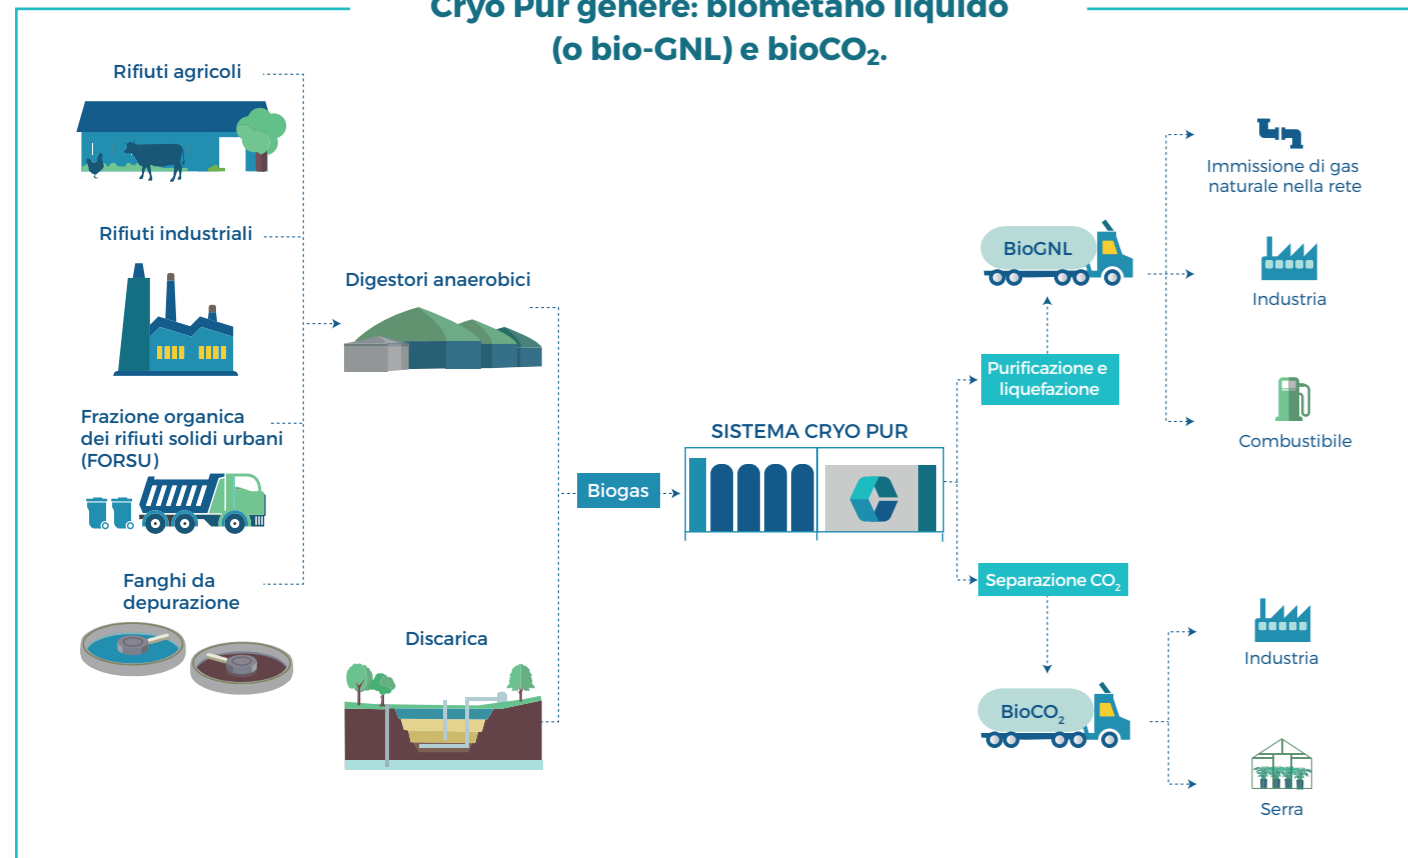 Cryo Pur genere: biometano liquido
(o bio-GNL) e bioCO₂.
Rifiuti agricoli
Rifiuti industriali
Frazione organica
dei rifiuti solidi urbani
(FORSU)
Fanghi da
depurazione
Digestori anaerobici
Discarica
Biogas
SISTEMA CRYO PUR
Purificazione e
liquefazione
BioGNL
Immissione di gas
naturale nella rete
Industria
Combustibile
Separazione CO₂
BioCO₂
Industria
Serra